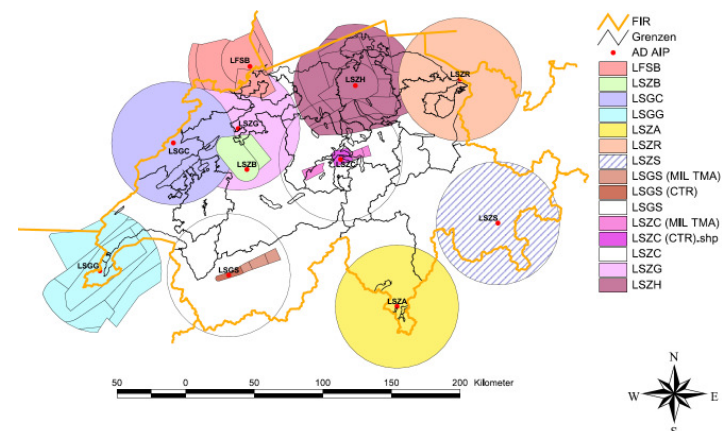 FIR
Grenzen
AD AIP
LFSB
LSZB
LSGC
LSGG
LSZA
LSZR
LSZS
LSGS (MIL TMA)
LSGS (CTR)
LSGS
LSZC (MIL TMA)
LSZC (CTR).shp
LSZC
LSZG
LSZH
LFSB
LSZR
LSZH
LSZG
LSGC
LSZC
LSZB
LSZS
LSGG
LSGS
LSZA
50 0 50 100 150 200 Kilometer
N
W E
S